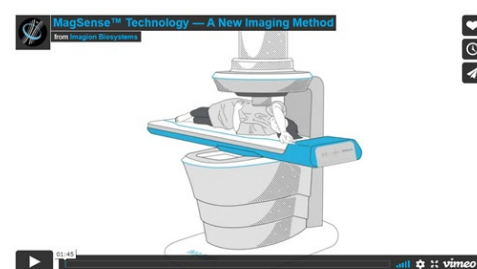 MagSense™ Technology — A New Imaging Method
from Imagion Biosystems
01:45
vimeo